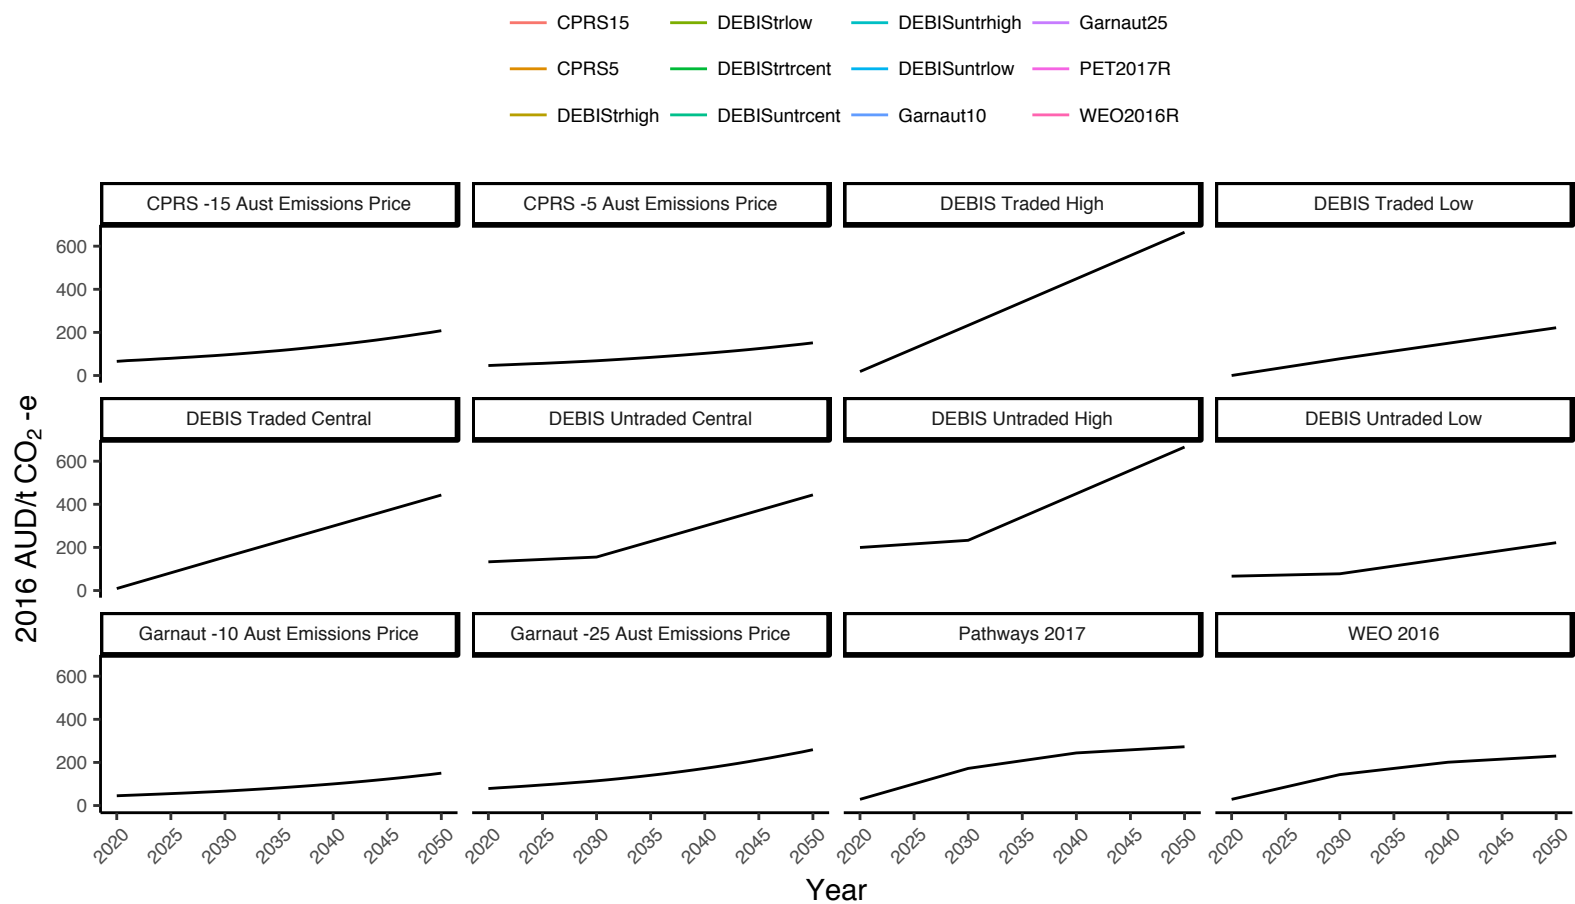 CPRS15 DEBIStrlow DEBISuntrhigh Garnaut25
CPRS5 DEBIStrtrcent DEBISuntrlow PET2017R
DEBIStrhigh DEBISuntrcent Garnaut10 WEO2016R
CPRS -15 Aust Emissions Price CPRS -5 Aust Emissions Price DEBIS Traded High DEBIS Traded Low
600
400
200
0
DEBIS Traded Central DEBIS Untraded Central DEBIS Untraded High DEBIS Untraded Low
600
400
200
0
Garnaut -10 Aust Emissions Price Garnaut -25 Aust Emissions Price Pathways 2017 WEO 2016
600
400
200
0
2020 2025 2030 2035 2040 2045 2050 2020 2025 2030 2035 2040 2045 2050 2020 2025 2030 2035 2040 2045 2050 2020 2025 2030 2035 2040 2045 2050
Year
2016 AUD/t CO₂-e